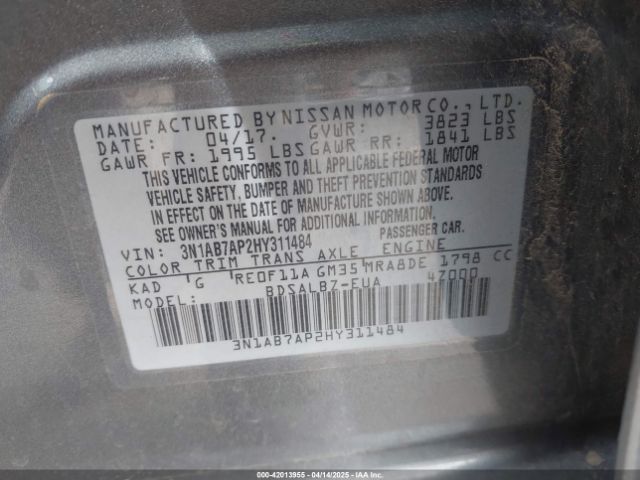 MANUFACTURED BY NISSAN MOTOR CO., LTD.
DATE: 04/17. GVWR: 3823 LBS
GAWR FR: 1995 LBS GAWR RR: 1841 LBS
THIS VEHICLE CONFORMS TO ALL APPLICABLE FEDERAL MOTOR
VEHICLE SAFETY, BUMPER AND THEFT PREVENTION STANDARDS
IN EFFECT ON THE DATE OF MANUFACTURE SHOWN ABOVE.
SEE OWNER'S MANUAL FOR ADDITIONAL INFORMATION.
VIN: 3N1AB7AP2HY311484 PASSENGER CAR.
COLOR TRIM TRANS AXLE ENGINE
KAD G RE0F11A GM35 MRA8DE 1798 CC
MODEL: BDSALBZ-EUA 4Z000
3N1AB7AP2HY311484
000-42013955 - 04/14/2025 - IAAI